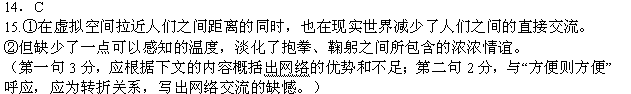 14． C
15.①在虚拟空间拉近人们之间距离的同时，也在现实世界减少了人们之间的直接交流。
②但缺少了一点可以感知的温度，淡化了抱拳、鞠躬之间所包含的浓浓情谊。
（第一句 3 分，应根据下文的内容概括出网络的优势和不足；第二句 2 分，与“方便则方便”
呼应，应为转折关系，写出网络交流的缺憾。）